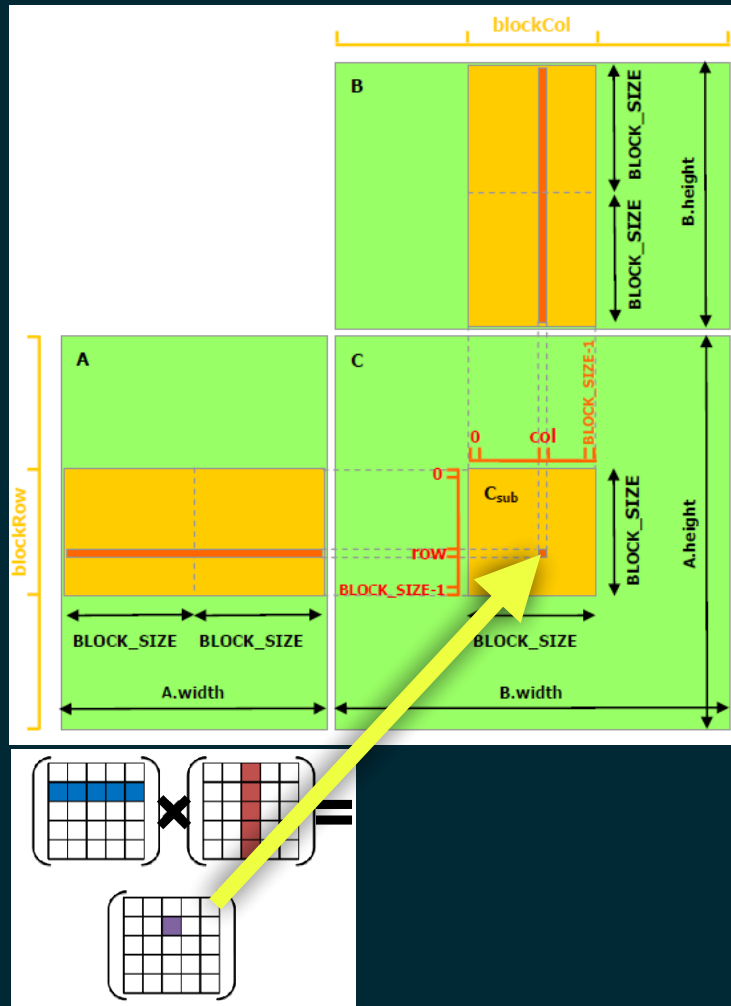 blockCol
B
BLOCK_SIZE
BLOCK_SIZE
B.height
blockRow
A
BLOCK_SIZE
BLOCK_SIZE
A.width
C
0
col
BLOCK_SIZE-1
0
row
BLOCK_SIZE-1
Csub
BLOCK_SIZE
BLOCK_SIZE
A.height
B.width